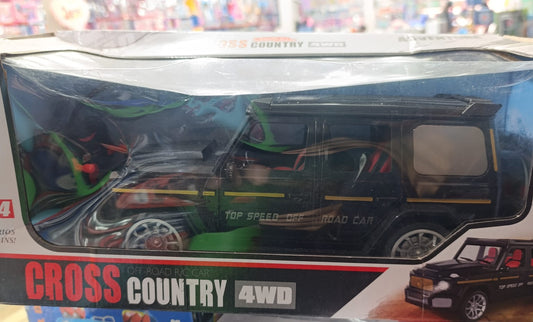 CROSS COUNTRY 4WD
TOP SPEED OFF ROAD CAR
OFF-ROAD R/C CAR
CROSS COUNTRY 4WD